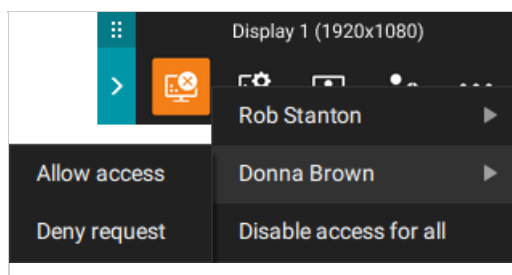 Display 1 (1920x1080)
Rob Stanton
Allow access
Donna Brown
Deny request
Disable access for all